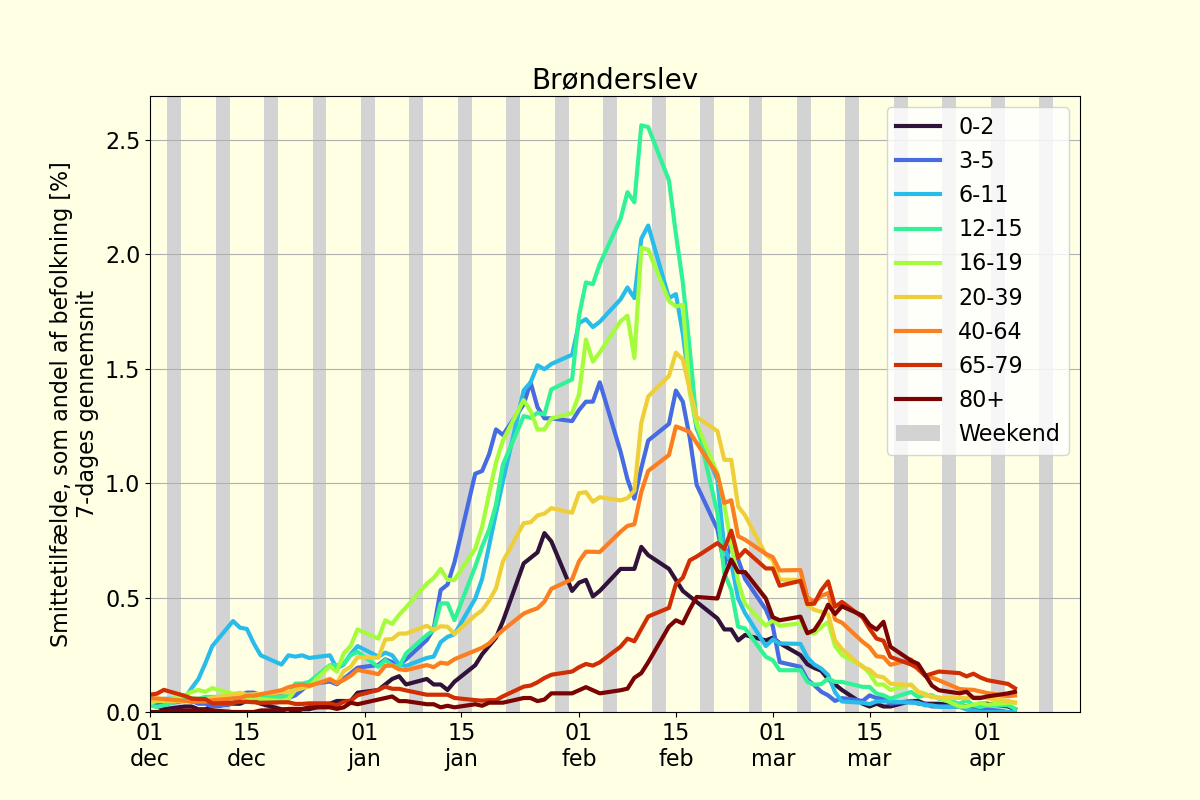 Brønderslev
Smittetilfælde, som andel af befolkning [%]
7-dages gennemsnit
2.5
2.0
1.5
1.0
0.5
0.0
01
dec
15
dec
01
jan
15
jan
01
feb
15
feb
01
mar
15
mar
01
apr
0-2
3-5
6-11
12-15
16-19
20-39
40-64
65-79
80+
Weekend